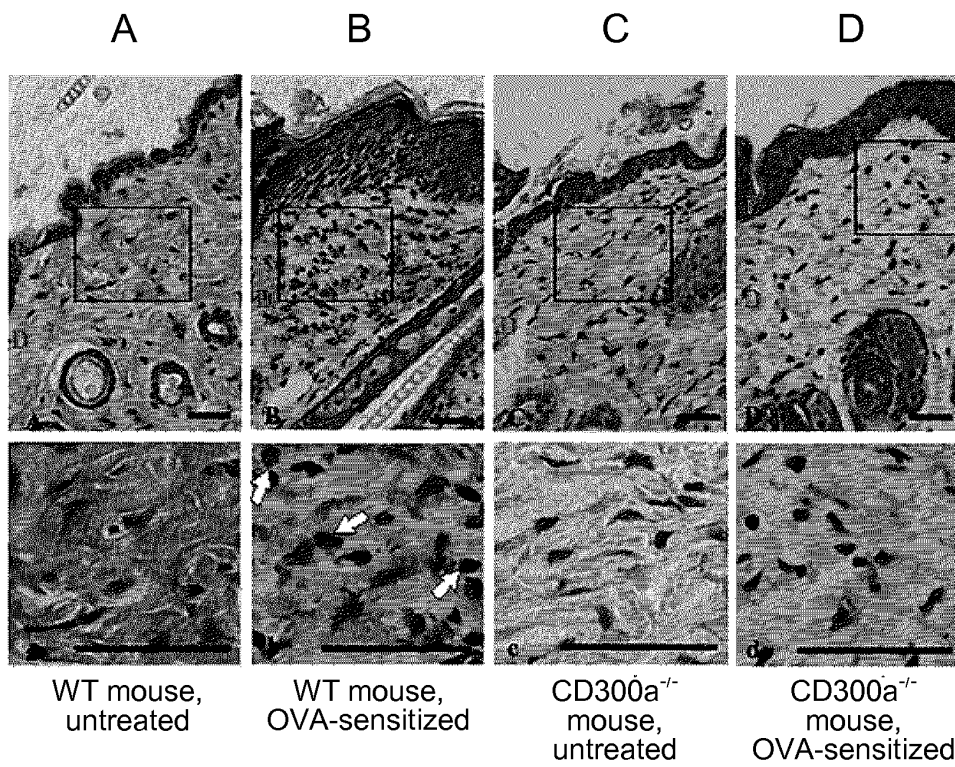 A
B
C
D
D
A
B
C
D
c
d
WT mouse,
untreated
WT mouse,
OVA-sensitized
CD300a-/-
mouse,
untreated
CD300a-/-
mouse,
OVA-sensitized